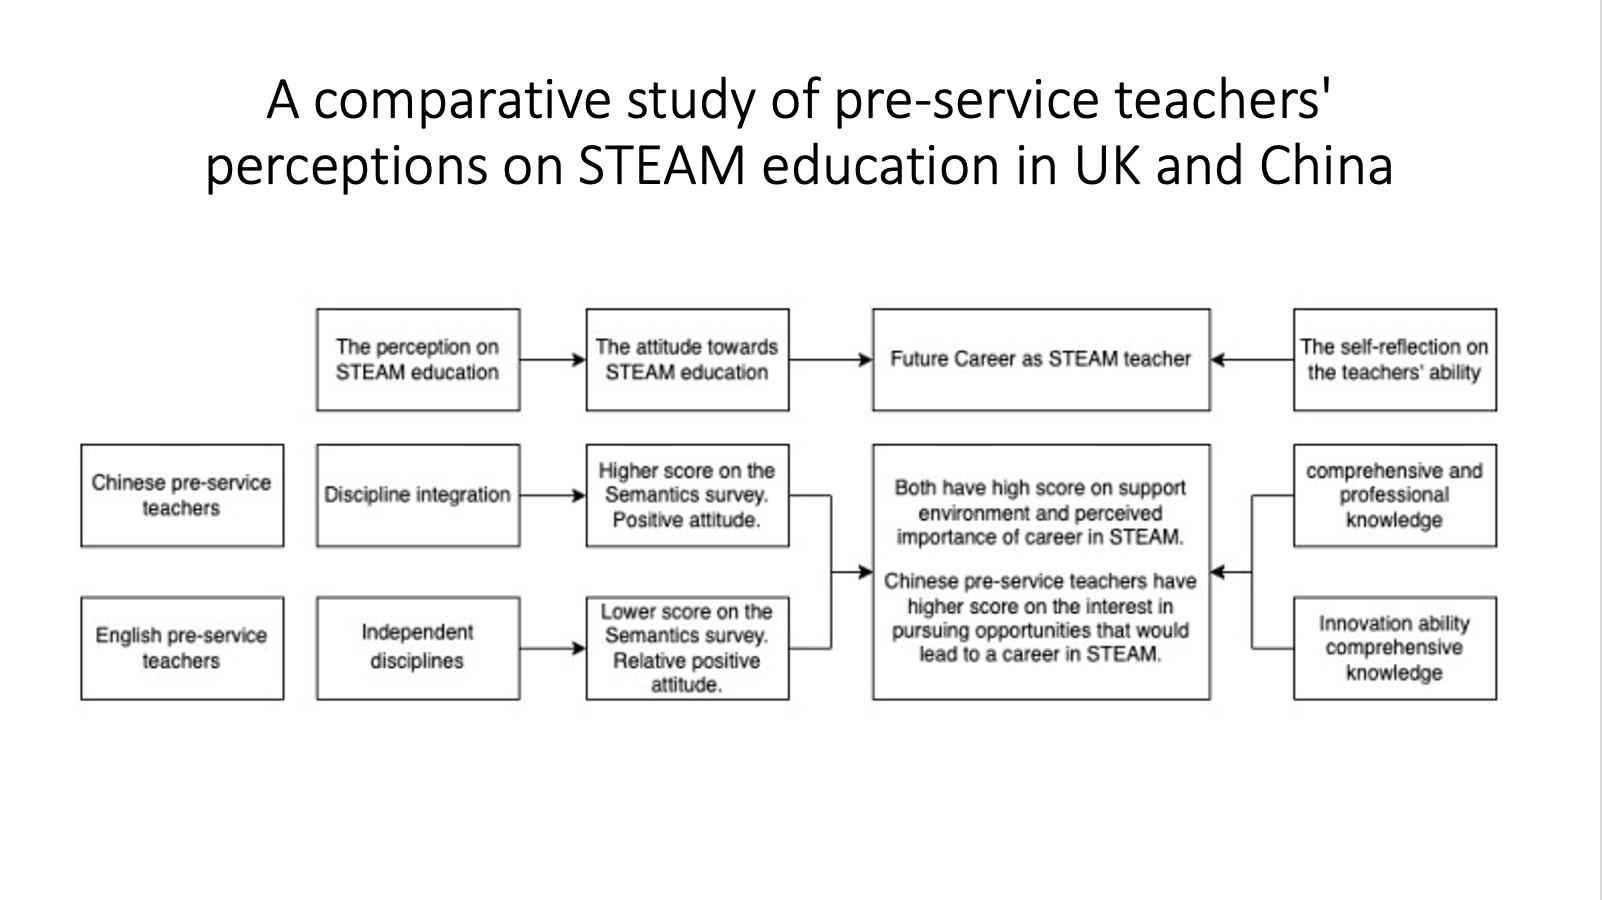 A comparative study of pre-service teachers'
perceptions on STEAM education in UK and China
The perception on
STEAM education
The attitude towards
STEAM education
Future Career as STEAM teacher
The self-reflection on
the teachers' ability
Chinese pre-service
teachers
Discipline integration
Higher score on the
Semantics survey.
Positive attitude.
Both have high score on support
environment and perceived
importance of career in STEAM.
Chinese pre-service teachers have
higher score on the interest in
pursuing opportunities that would
lead to a career in STEAM.
comprehensive and
professional
knowledge
English pre-service
teachers
Independent
disciplines
Lower score on the
Semantics survey.
Relative positive
attitude.
Innovation ability
comprehensive
knowledge